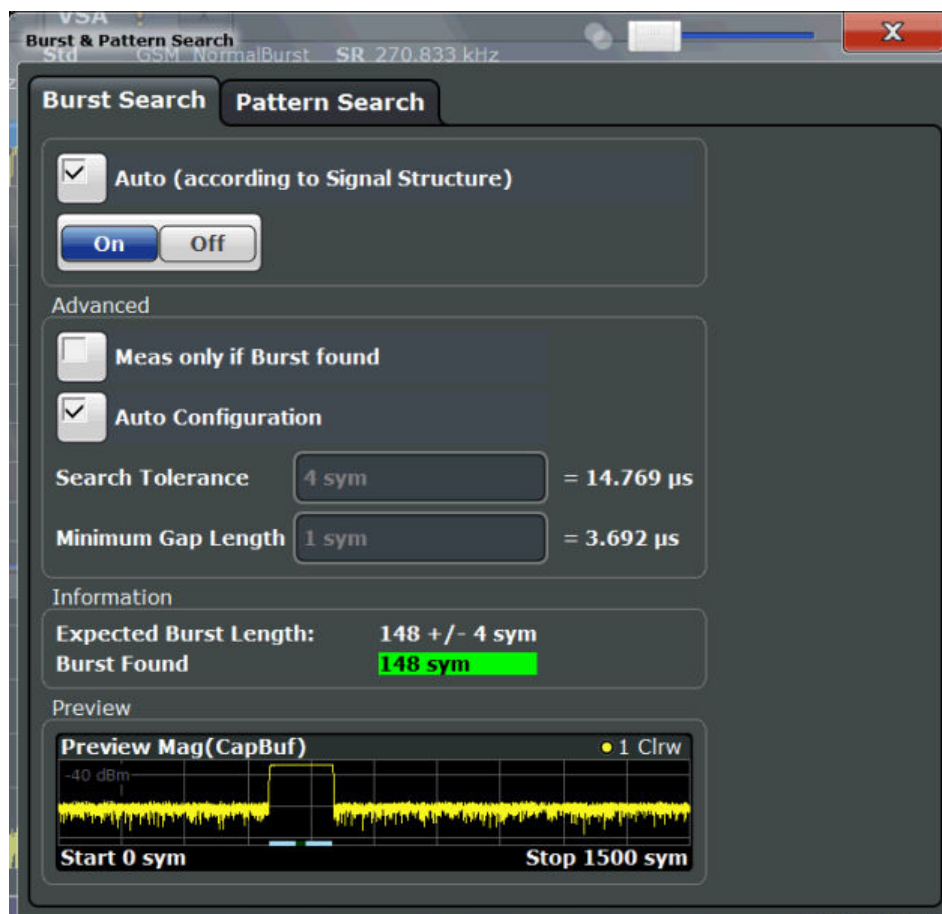 VSA
Burst & Pattern Search
Std GSM_NormalBurst SR 270.833 kHz
Burst Search Pattern Search
Auto (according to Signal Structure)
On Off
Advanced
Meas only if Burst found
Auto Configuration
Search Tolerance 4 sym = 14.769 µs
Minimum Gap Length 1 sym = 3.692 µs
Information
Expected Burst Length: 148 +/- 4 sym
Burst Found 148 sym
Preview
Preview Mag(CapBuf) 1 Clrw
-40 dBm
Start 0 sym Stop 1500 sym